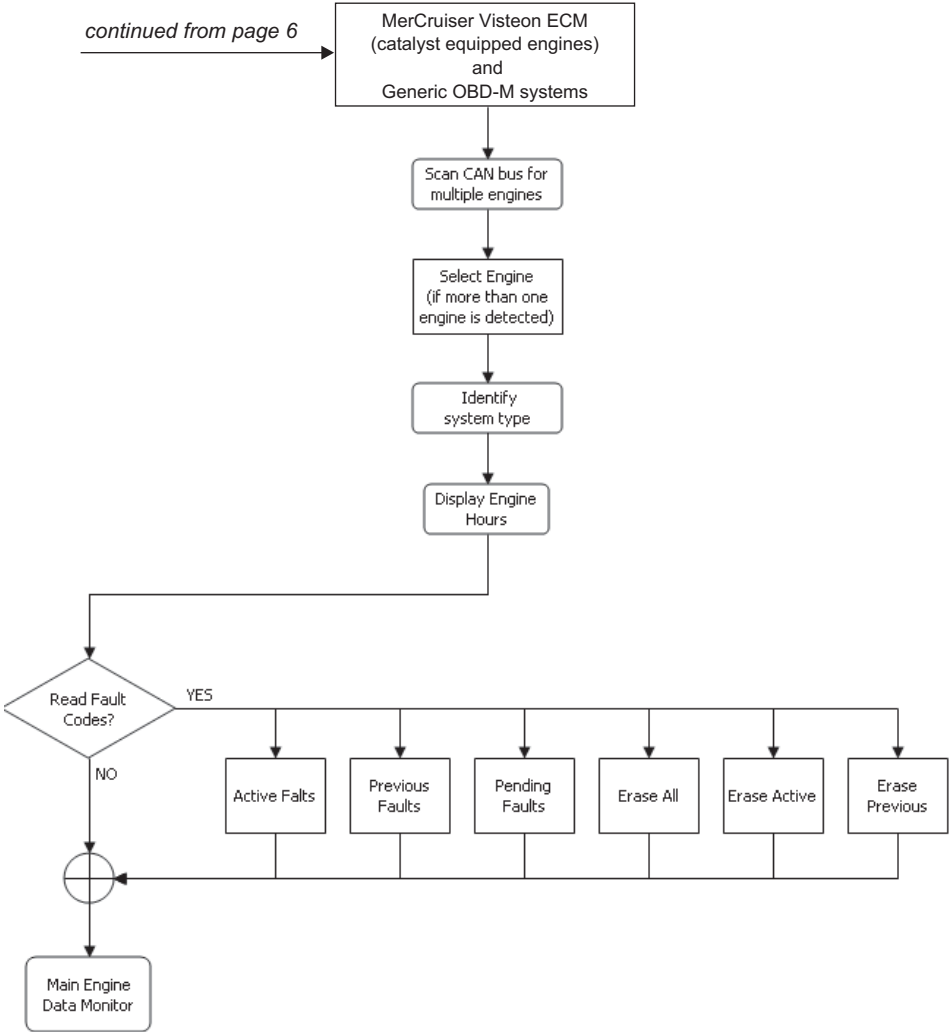 continued from page 6
MerCruiser Visteon ECM
(catalyst equipped engines)
and
Generic OBD-M systems
Scan CAN bus for
multiple engines
Select Engine
(if more than one
engine is detected)
Identify
system type
Display Engine
Hours
Read Fault
Codes?
YES
NO
Active Falts
Previous
Faults
Pending
Faults
Erase All
Erase Active
Erase
Previous
Main Engine
Data Monitor